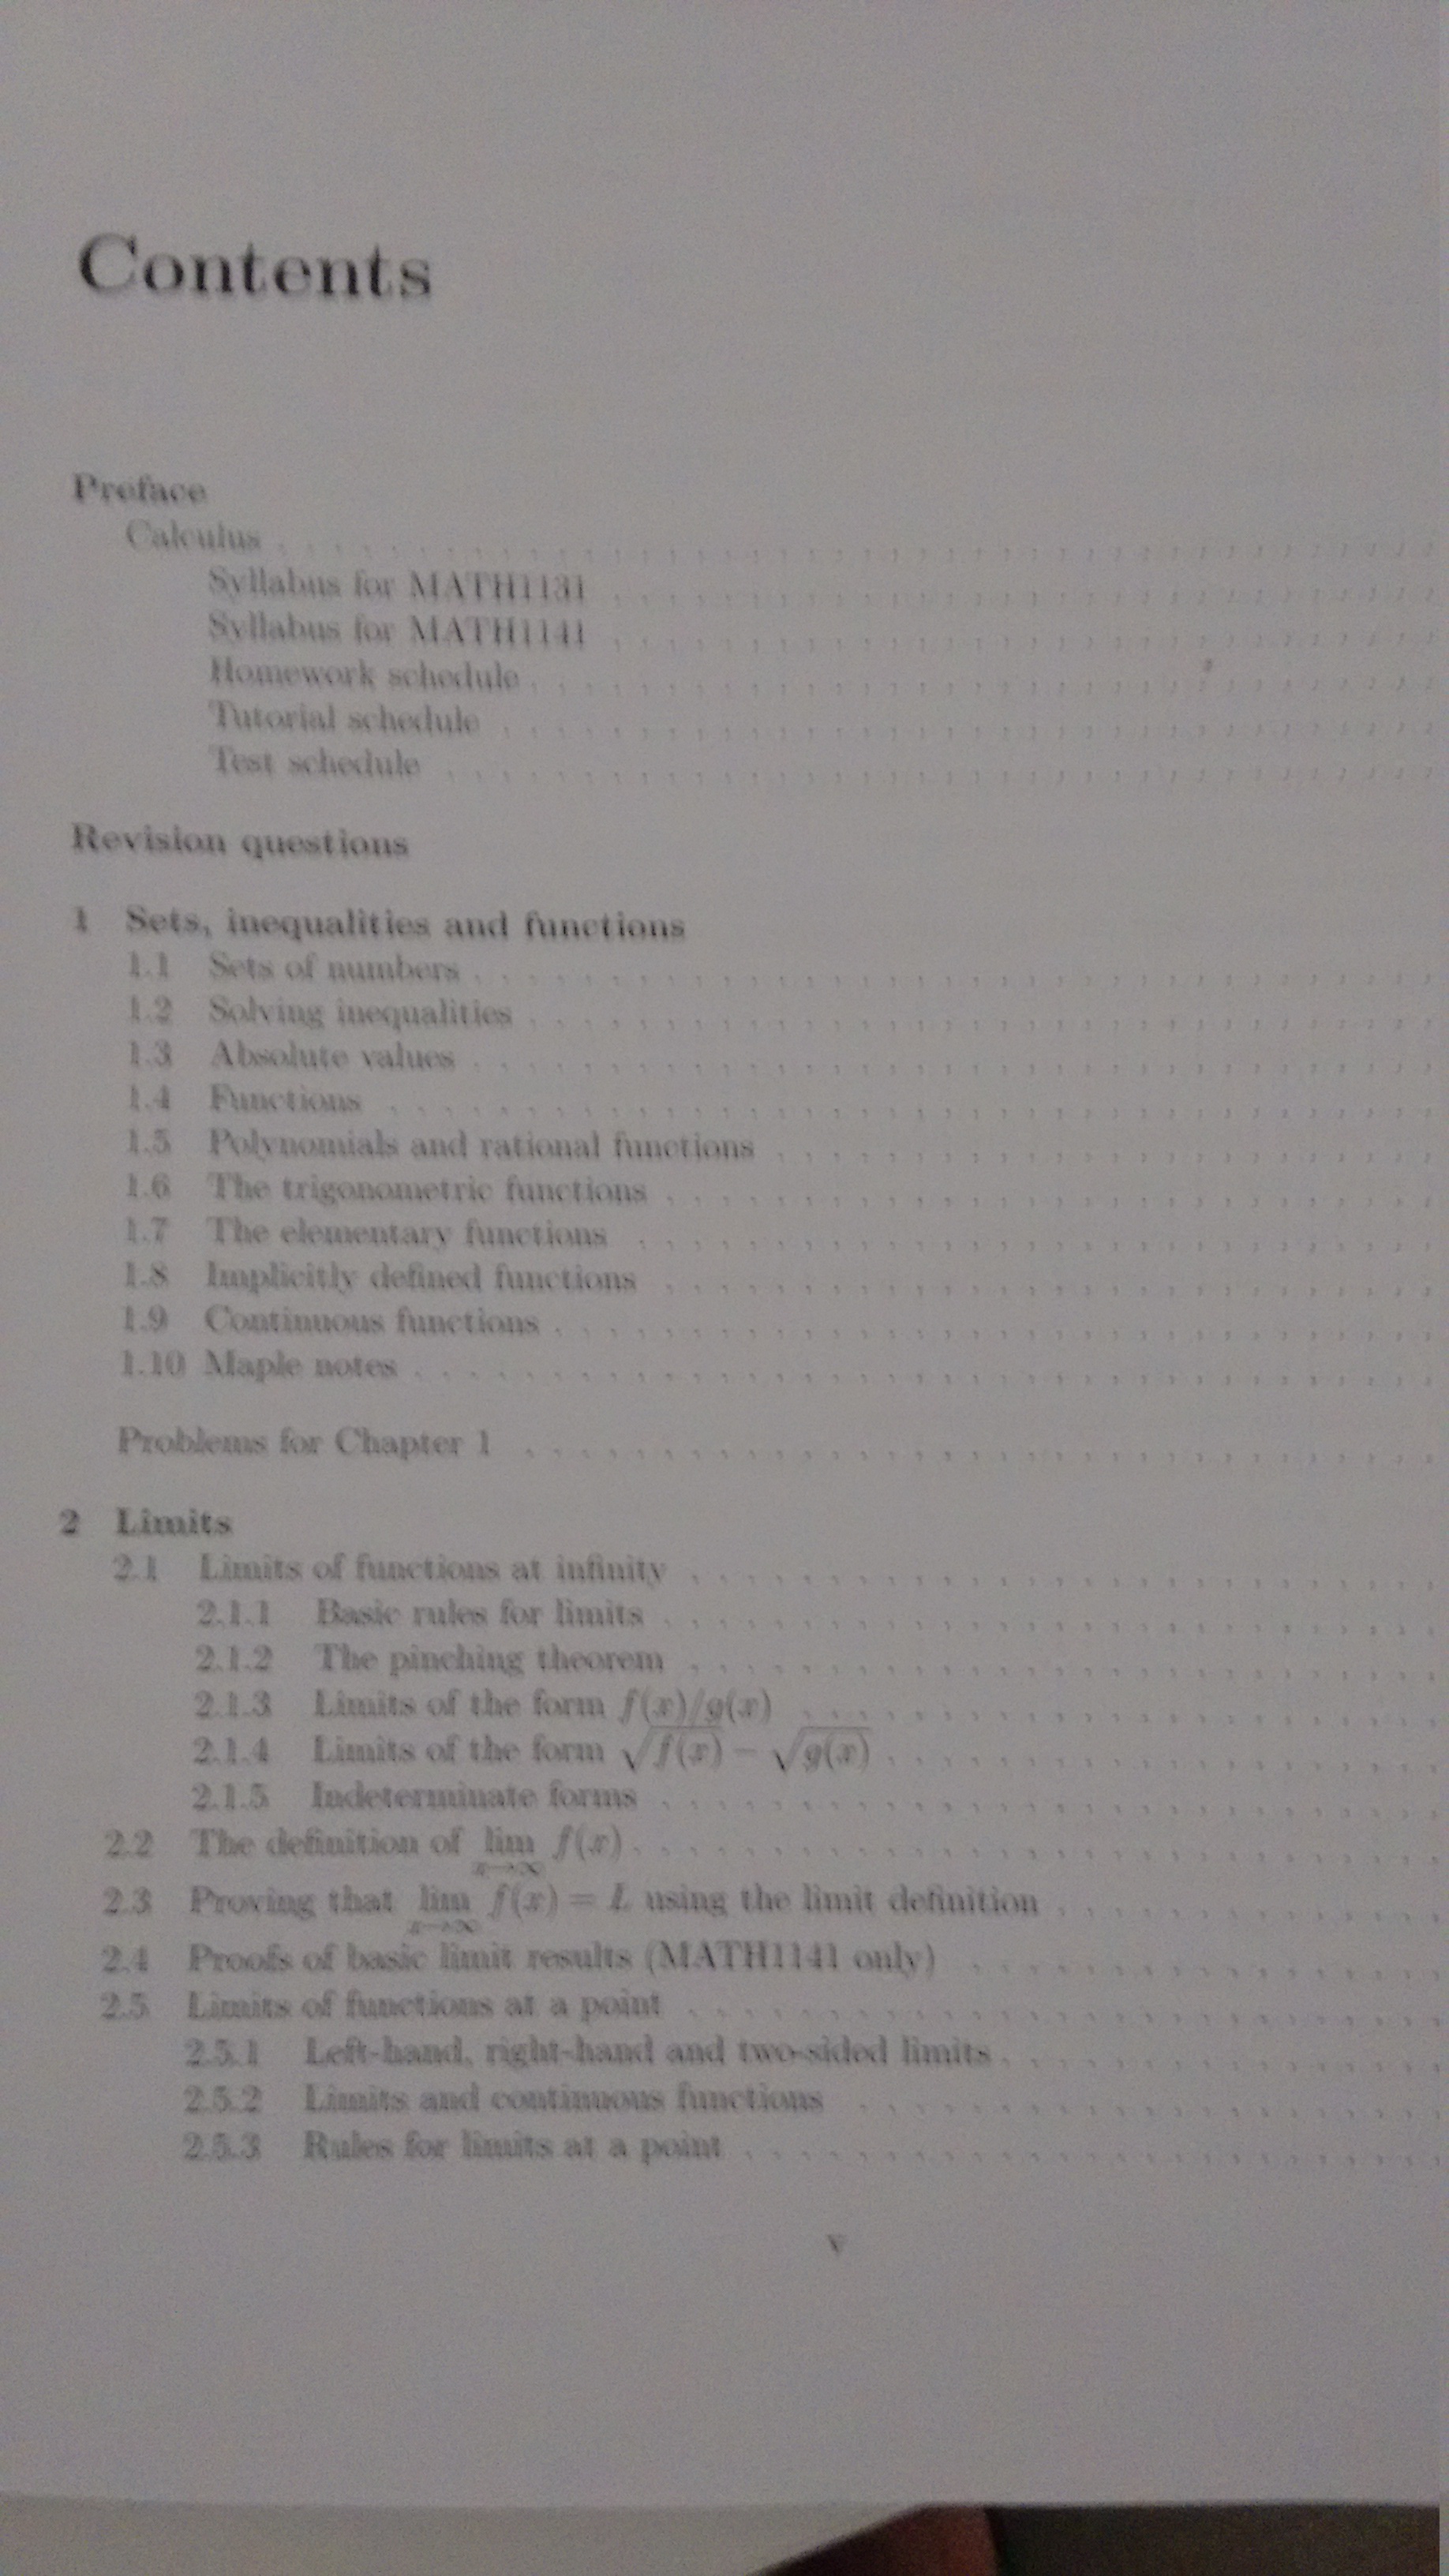 Contents
Preface
Calculus . . . . . . . . . . . . . . . . . . . .
Syllabus for MATH1131 . . . . . . . . . . . . . . . . . . . .
Syllabus for MATH1141 . . . . . . . . . . . . . . . . . . . .
Homework schedule . . . . . . . . . . . . . . . . . . . .
Tutorial schedule . . . . . . . . . . . . . . . . . . . .
Test schedule . . . . . . . . . . . . . . . . . . . .
Revision questions
1 Sets, inequalities and functions
1.1 Sets of numbers . . . . . . . . . . . . . . . . . . . .
1.2 Solving inequalities . . . . . . . . . . . . . . . . . . . .
1.3 Absolute values . . . . . . . . . . . . . . . . . . . .
1.4 Functions . . . . . . . . . . . . . . . . . . . .
1.5 Polynomials and rational functions . . . . . . . . . . . . . . . . . . . .
1.6 The trigonometric functions . . . . . . . . . . . . . . . . . . . .
1.7 The elementary functions . . . . . . . . . . . . . . . . . . . .
1.8 Implicitly defined functions . . . . . . . . . . . . . . . . . . . .
1.9 Continuous functions . . . . . . . . . . . . . . . . . . . .
1.10 Maple notes . . . . . . . . . . . . . . . . . . . .
Problems for Chapter 1 . . . . . . . . . . . . . . . . . . . .
2 Limits
2.1 Limits of functions at infinity . . . . . . . . . . . . . . . . . . . .
2.1.1 Basic rules for limits . . . . . . . . . . . . . . . . . . . .
2.1.2 The pinching theorem . . . . . . . . . . . . . . . . . . . .
2.1.3 Limits of the form f(x)/g(x) . . . . . . . . . . . . . . . . . . . .
2.1.4 Limits of the form √f(x) − √g(x) . . . . . . . . . . . . . . . . . . . .
2.1.5 Indeterminate forms . . . . . . . . . . . . . . . . . . . .
2.2 The definition of lim x→∞ f(x) . . . . . . . . . . . . . . . . . . . .
2.3 Proving that lim x→∞ f(x) = L using the limit definition . . . . . . . . . . . . . .
2.4 Proofs of basic limit results (MATH1141 only) . . . . . . . . . . . . . . . . .
2.5 Limits of functions at a point . . . . . . . . . . . . . . . . . . . .
2.5.1 Left-hand, right-hand and two-sided limits . . . . . . . . . . . . . . . .
2.5.2 Limits and continuous functions . . . . . . . . . . . . . . . . . . . .
2.5.3 Rules for limits at a point . . . . . . . . . . . . . . . . . . . .
v